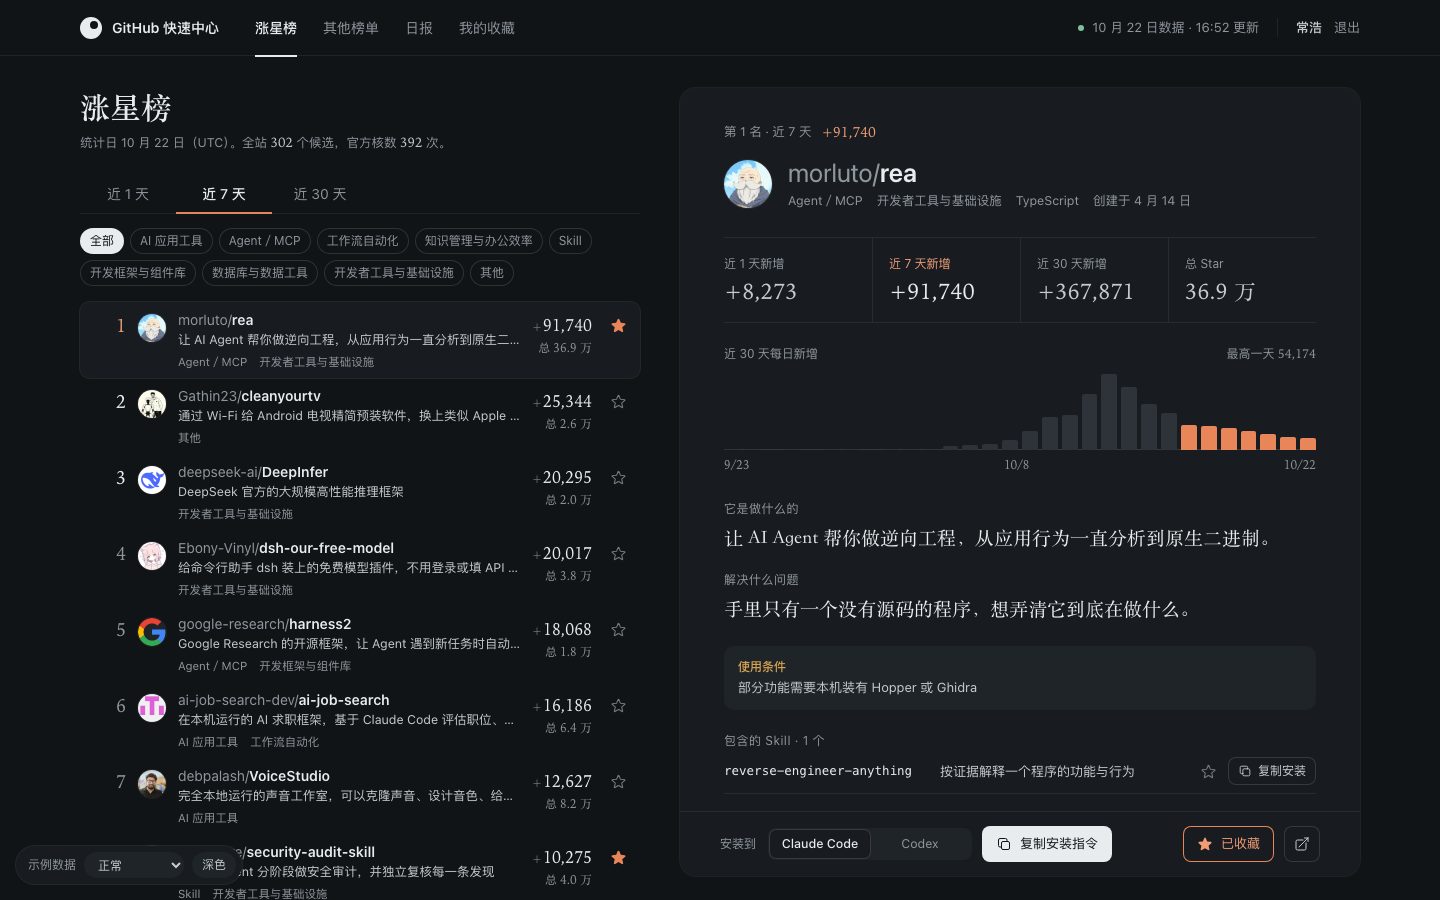 GitHub 快速中心 涨星榜 其他榜单 日报 我的收藏 10 月 22 日数据 · 16:52 更新 常浩 退出
涨星榜
统计日 10 月 22 日（UTC）。全站 302 个候选，官方核数 392 次。
近 1 天 近 7 天 近 30 天
全部 AI 应用工具 Agent / MCP 工作流自动化 知识管理与办公效率 Skill
开发框架与组件库 数据库与数据工具 开发者工具与基础设施 其他
1 morluto/rea +91,740
让 AI Agent 帮你做逆向工程，从应用行为一直分析到原生二... 总 36.9 万
Agent / MCP 开发者工具与基础设施
2 Gathin23/cleanyourtv +25,344
通过 Wi-Fi 给 Android 电视精简预装软件，换上类似 Apple ... 总 2.6 万
其他
3 deepseek-ai/DeepInfer +20,295
DeepSeek 官方的大规模高性能推理框架 总 2.0 万
开发者工具与基础设施
4 Ebony-Vinyl/dsh-our-free-model +20,017
给命令行助手 dsh 装上的免费模型插件，不用登录或填 API ... 总 3.8 万
开发者工具与基础设施
5 google-research/harness2 +18,068
Google Research 的开源框架，让 Agent 遇到新任务时自动... 总 1.8 万
Agent / MCP 开发框架与组件库
6 ai-job-search-dev/ai-job-search +16,186
在本机运行的 AI 求职框架，基于 Claude Code 评估职位、... 总 6.4 万
AI 应用工具 工作流自动化
7 debpalash/VoiceStudio +12,627
完全本地运行的声音工作室，可以克隆声音、设计音色、给... 总 8.2 万
AI 应用工具
/security-audit-skill +10,275
分阶段做安全审计，并独立复核每一条发现 总 4.0 万
Skill 开发者工具与基础设施
示例数据 正常 深色
第 1 名 · 近 7 天 +91,740
morluto/rea
Agent / MCP 开发者工具与基础设施 TypeScript 创建于 4 月 14 日
近 1 天新增 近 7 天新增 近 30 天新增 总 Star
+8,273 +91,740 +367,871 36.9 万
近 30 天每日新增 最高一天 54,174
9/23 10/8 10/22
它是做什么的
让 AI Agent 帮你做逆向工程，从应用行为一直分析到原生二进制。
解决什么问题
手里只有一个没有源码的程序，想弄清它到底在做什么。
使用条件
部分功能需要本机装有 Hopper 或 Ghidra
包含的 Skill · 1 个
reverse-engineer-anything 按证据解释一个程序的功能与行为 复制安装
安装到 Claude Code Codex 复制安装指令 已收藏